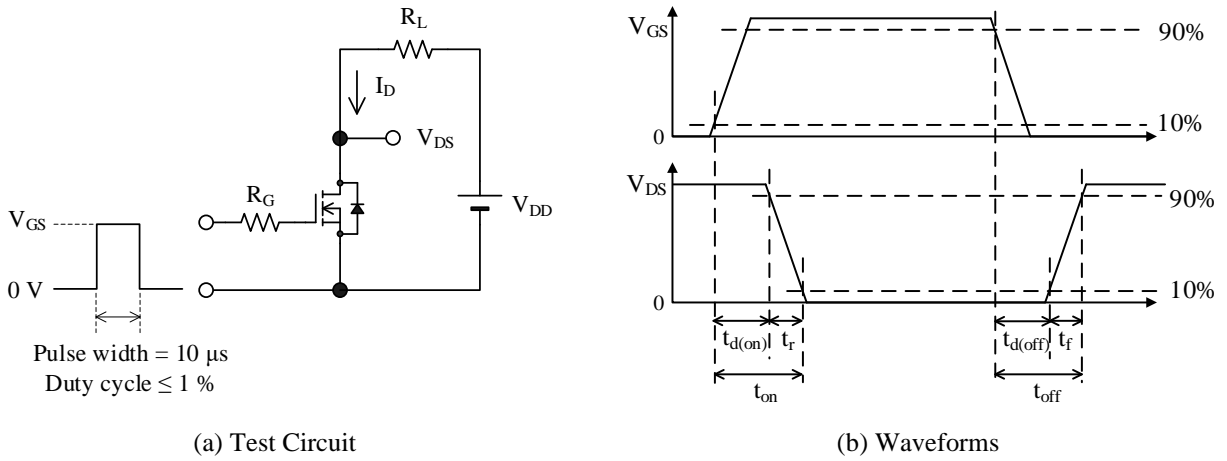 R_L
I_D
V_DS
R_G
V_DD
V_GS
0 V
Pulse width = 10 μs
Duty cycle ≤ 1 %
(a) Test Circuit
V_GS
90%
10%
0
V_DS
90%
10%
0
t_d(on) t_r t_d(off) t_f
t_on t_off
(b) Waveforms